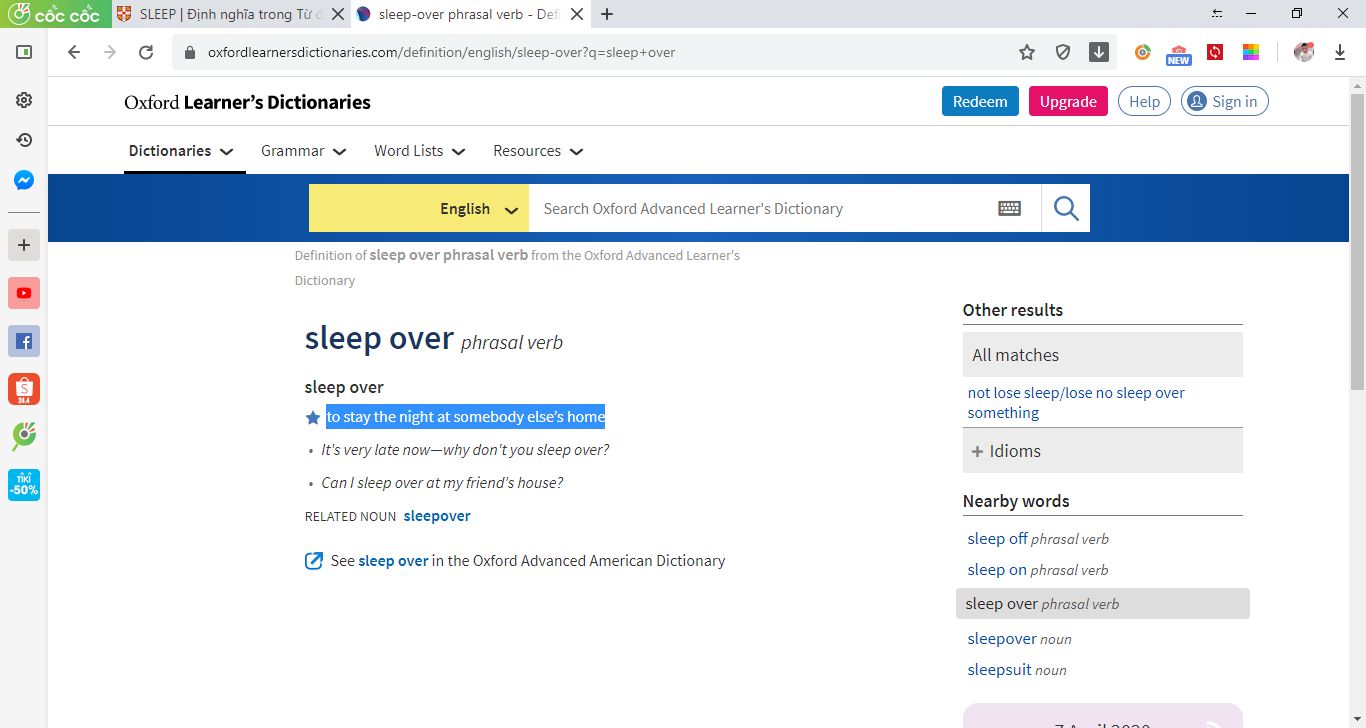 cốc cốc
SLEEP | Định nghĩa trong Từ
sleep-over phrasal verb - Defi
oxfordlearnersdictionaries.com/definition/english/sleep-over?q=sleep+over
NEW
Oxford Learner's Dictionaries
Redeem
Upgrade
Help
Sign in
Dictionaries
Grammar
Word Lists
Resources
English
Search Oxford Advanced Learner's Dictionary
Definition of sleep over phrasal verb from the Oxford Advanced Learner's
Dictionary
sleep over phrasal verb
sleep over
to stay the night at somebody else's home
• It's very late now—why don't you sleep over?
• Can I sleep over at my friend's house?
RELATED NOUN sleepover
See sleep over in the Oxford Advanced American Dictionary
Other results
All matches
not lose sleep/lose no sleep over
something
+ Idioms
Nearby words
sleep off phrasal verb
sleep on phrasal verb
sleep over phrasal verb
sleepover noun
sleepsuit noun
7 April 2020
S
24.4
TIKI
-50%